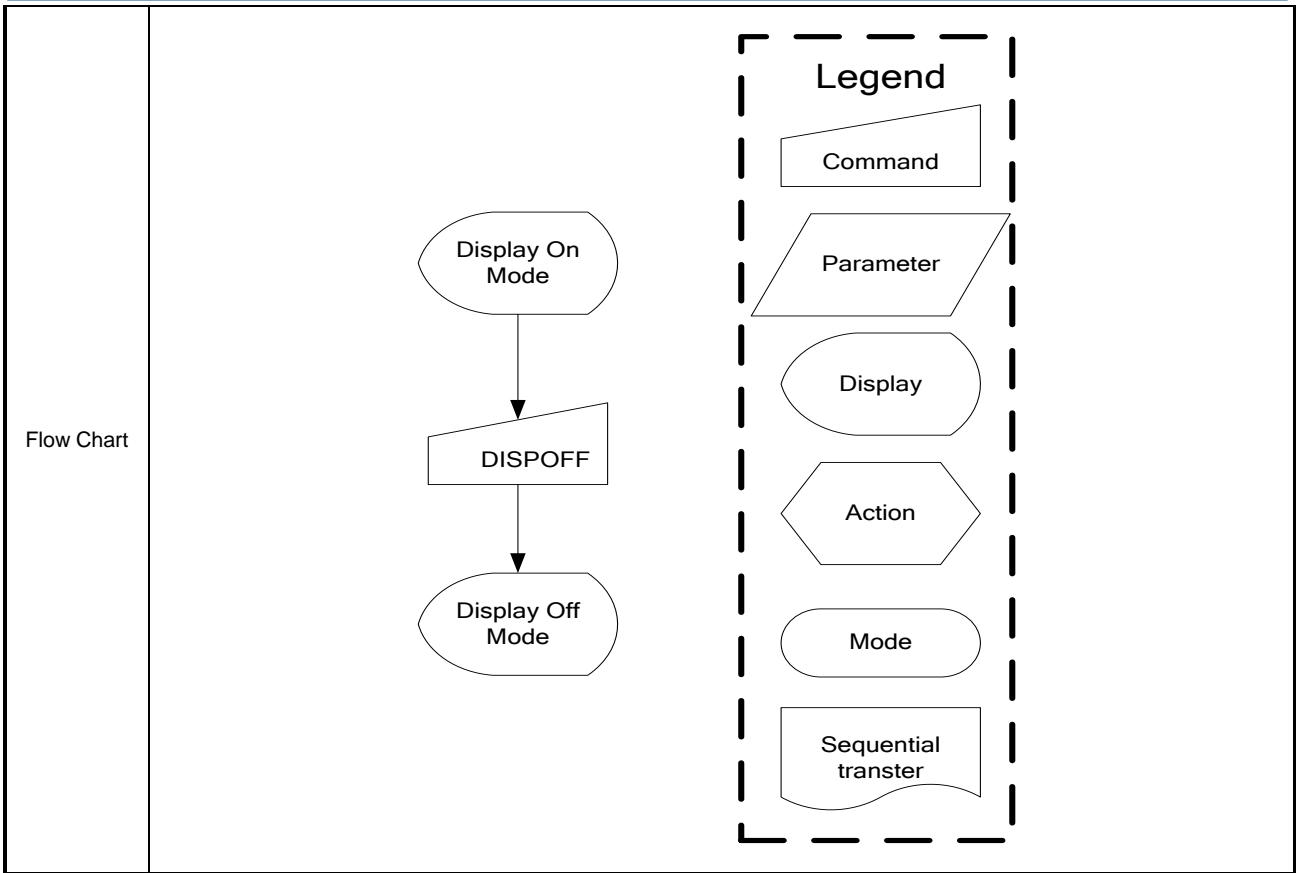 Flow Chart
Display On
Mode
DISPOFF
Display Off
Mode
Legend
Command
Parameter
Display
Action
Mode
Sequential
transter